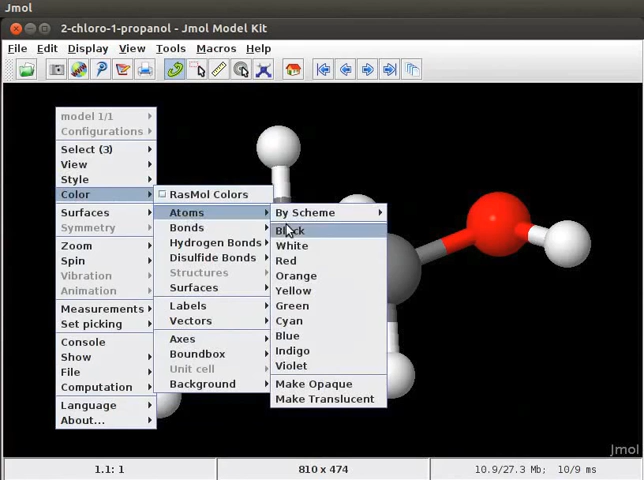 Jmol
2-chloro-1-propanol - Jmol Model Kit
File Edit Display View Tools Macros Help
model 1/1
Configurations
Select (3)
View
Style
Color
Surfaces
Symmetry
Zoom
Spin
Vibration
Animation
Measurements
Set picking
Console
Show
File
Computation
Language
About...
RasMol Colors
Atoms
Bonds
Hydrogen Bonds
Disulfide Bonds
Structures
Surfaces
Labels
Vectors
Axes
Boundbox
Unit cell
Background
By Scheme
Black
White
Red
Orange
Yellow
Green
Cyan
Blue
Indigo
Violet
Make Opaque
Make Translucent
Jmol
1.1: 1 810 x 474 10.9/27.3 Mb; 10/9 ms